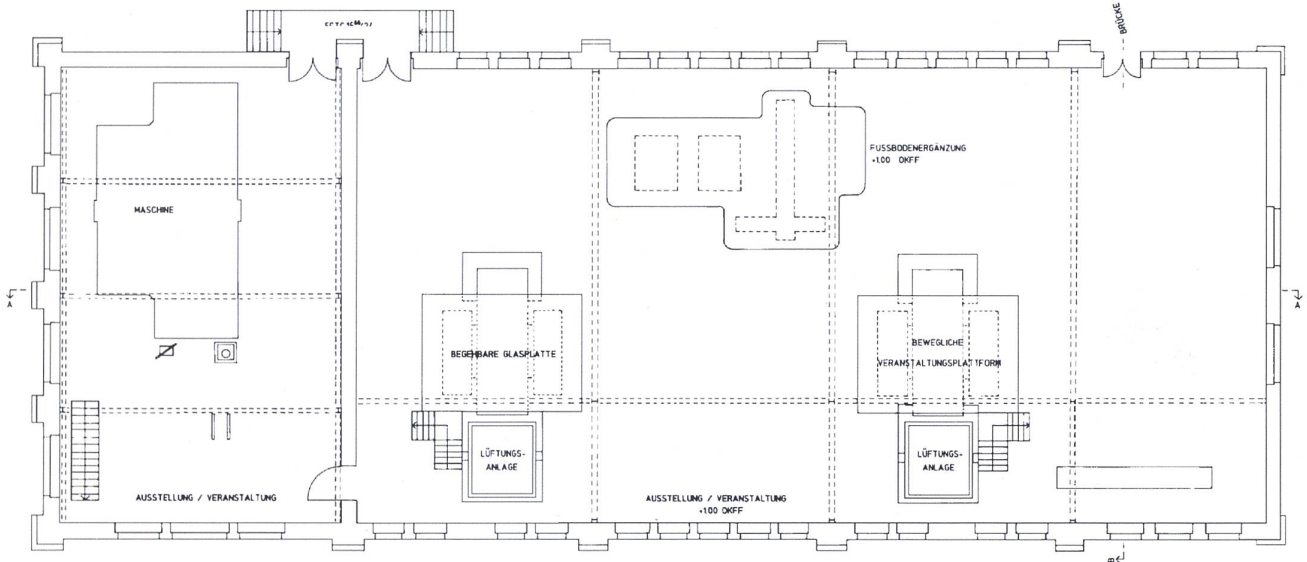 BRÜCKE
FUSSBODENERGÄNZUNG
+1.00 OKFF
MASCHINE
A
A
BEGEHBARE GLASPLATTE
BEWEGLICHE
VERANSTALTUNGSPLATTFORM
LÜFTUNGS-
ANLAGE
LÜFTUNGS-
ANLAGE
AUSSTELLUNG / VERANSTALTUNG
AUSSTELLUNG / VERANSTALTUNG
+1.00 OKFF
B